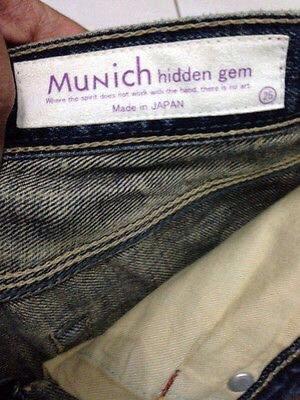 MUNich hidden gem
Where the spirit does not work with the hand, there is no art.
Made in JAPAN
25